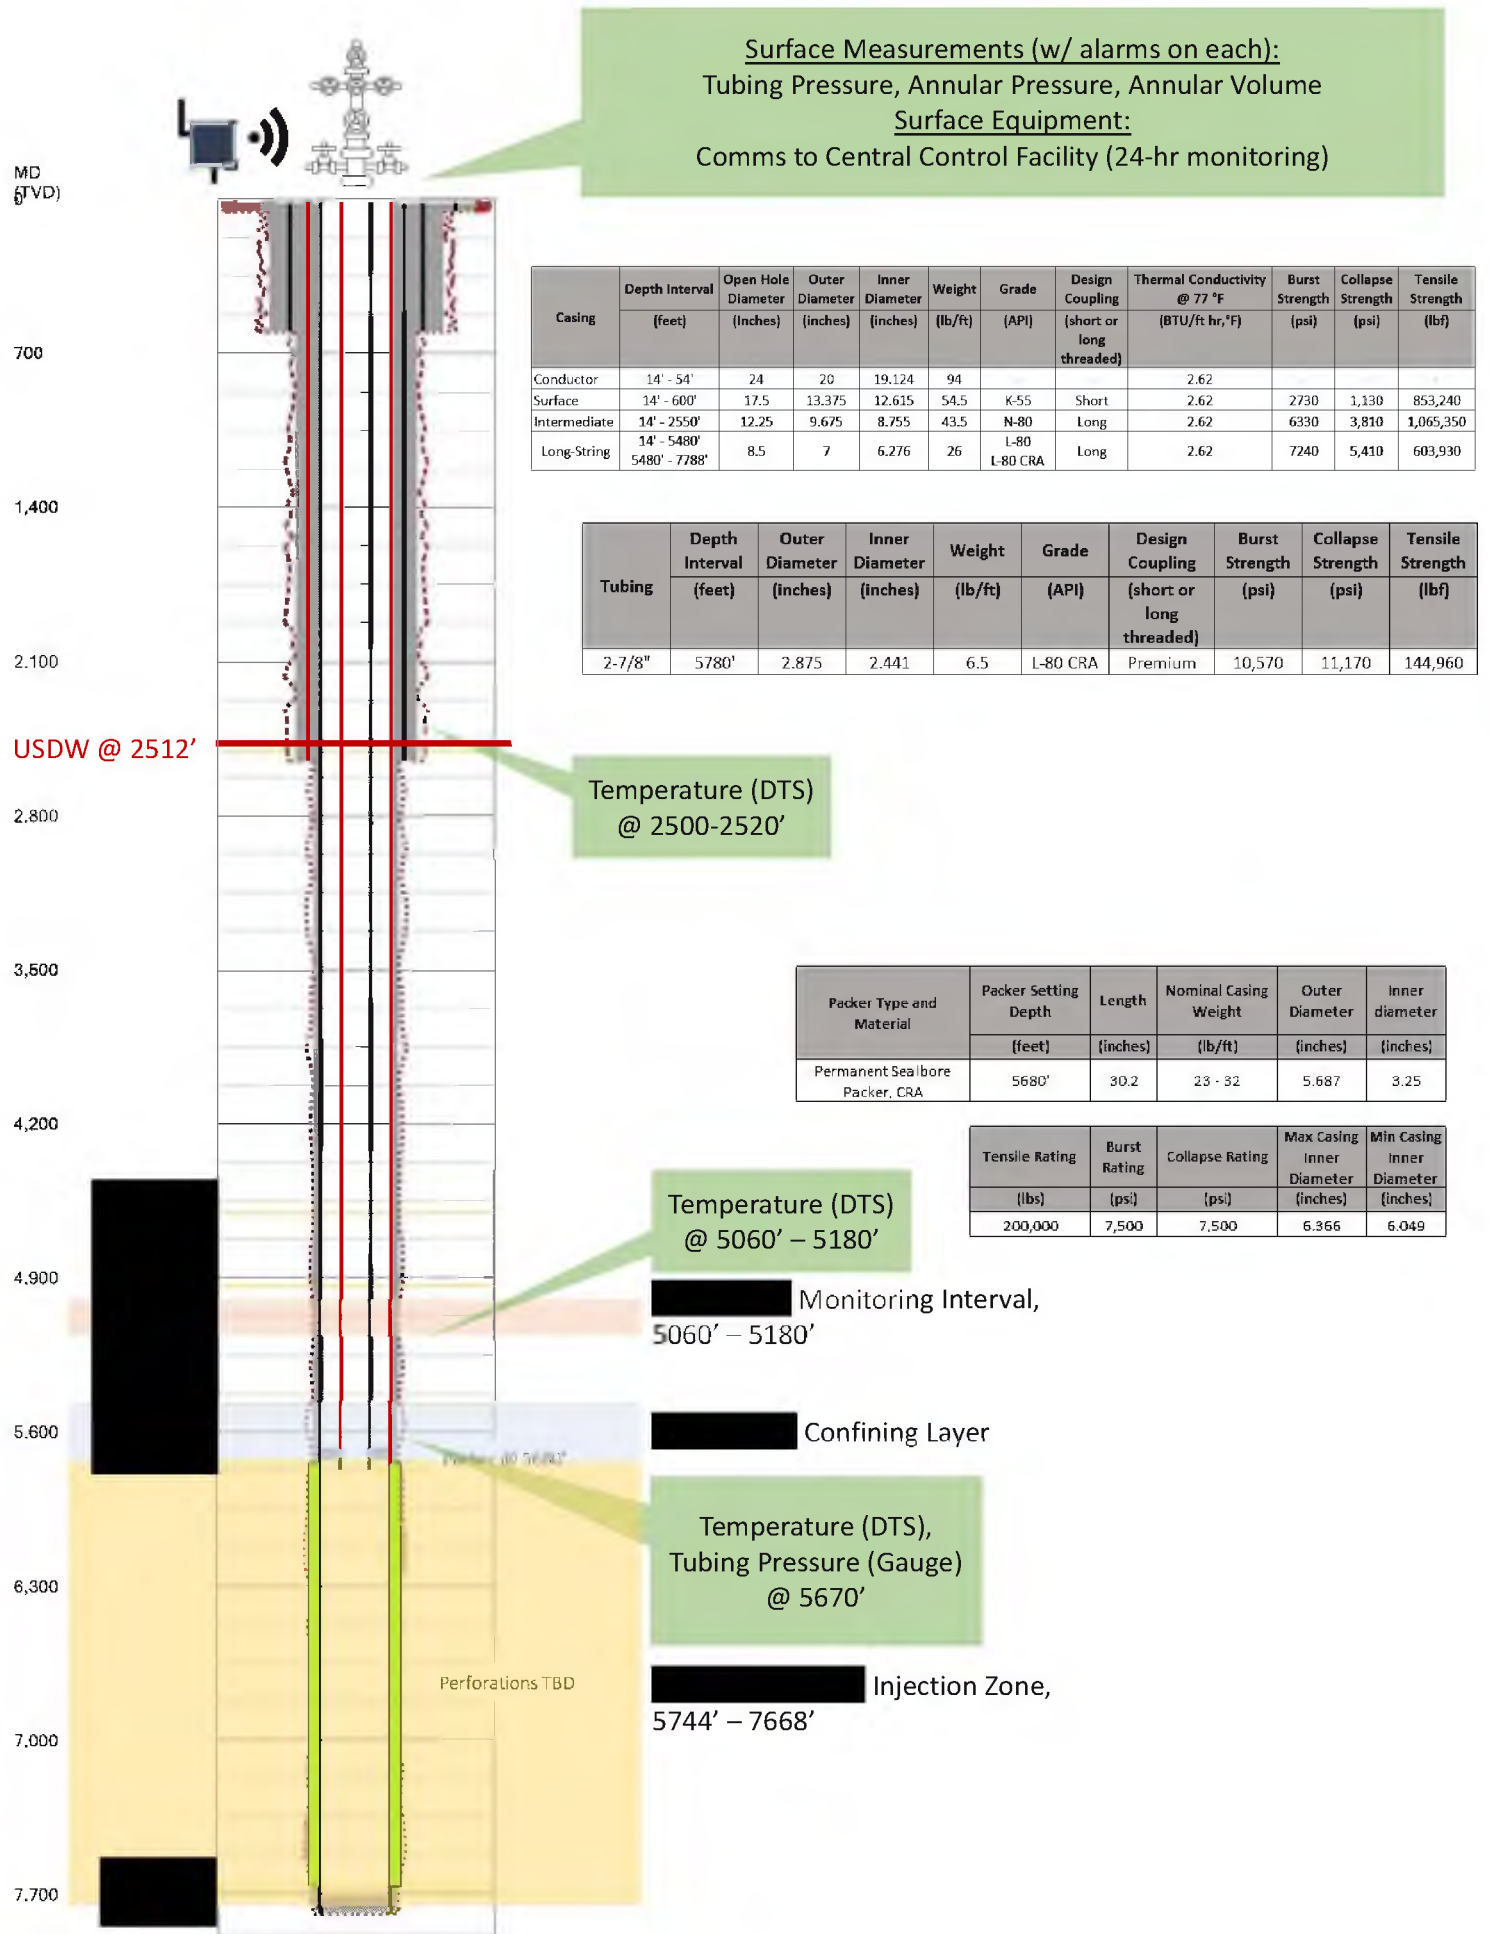 Surface Measurements (w/ alarms on each):
Tubing Pressure, Annular Pressure, Annular Volume
Surface Equipment:
Comms to Central Control Facility (24-hr monitoring)
MD
(TVD)
0
Casing Depth Interval Open Hole Diameter Outer Diameter Inner Diameter Weight Grade Design Coupling Thermal Conductivity @ 77 °F Burst Strength Collapse Strength Tensile Strength
(feet) (Inches) (inches) (inches) (lb/ft) (API) (short or long threaded) (BTU/ft hr,°F) (psi) (psi) (lbf)
Conductor 14' - 54' 24 20 19.124 94 2.62
Surface 14' - 600' 17.5 13.375 12.615 54.5 K-55 Short 2.62 2730 1,130 853,240
Intermediate 14' - 2550' 12.25 9.675 8.755 43.5 N-80 Long 2.62 6330 3,810 1,065,350
Long-String 14' - 5480' 5480' - 7788' 8.5 7 6.276 26 L-80 L-80 CRA Long 2.62 7240 5,410 603,930
700
1,400
Tubing Depth Interval Outer Diameter Inner Diameter Weight Grade Design Coupling Burst Strength Collapse Strength Tensile Strength
(feet) (inches) (inches) (lb/ft) (API) (short or long threaded) (psi) (psi) (lbf)
2-7/8" 5780' 2.875 2.441 6.5 L-80 CRA Premium 10,570 11,170 144,960
2.100
USDW @ 2512'
Temperature (DTS)
@ 2500-2520'
2.800
3,500
Packer Type and Material Packer Setting Depth Length Nominal Casing Weight Outer Diameter Inner diameter
(feet) (inches) (lb/ft) (inches) (inches)
Permanent Sealbore Packer, CRA 5680' 30.2 23 - 32 5.687 3.25
4,200
Tensile Rating Burst Rating Collapse Rating Max Casing Inner Diameter Min Casing Inner Diameter
(lbs) (psi) (psi) (inches) (inches)
200,000 7,500 7,500 6.366 6.049
Temperature (DTS)
@ 5060' – 5180'
4.900
Monitoring Interval,
5060' – 5180'
5.600
Confining Layer
Packer @ 5680'
Temperature (DTS),
Tubing Pressure (Gauge)
@ 5670'
6,300
Perforations TBD
Injection Zone,
5744' – 7668'
7.000
7.700